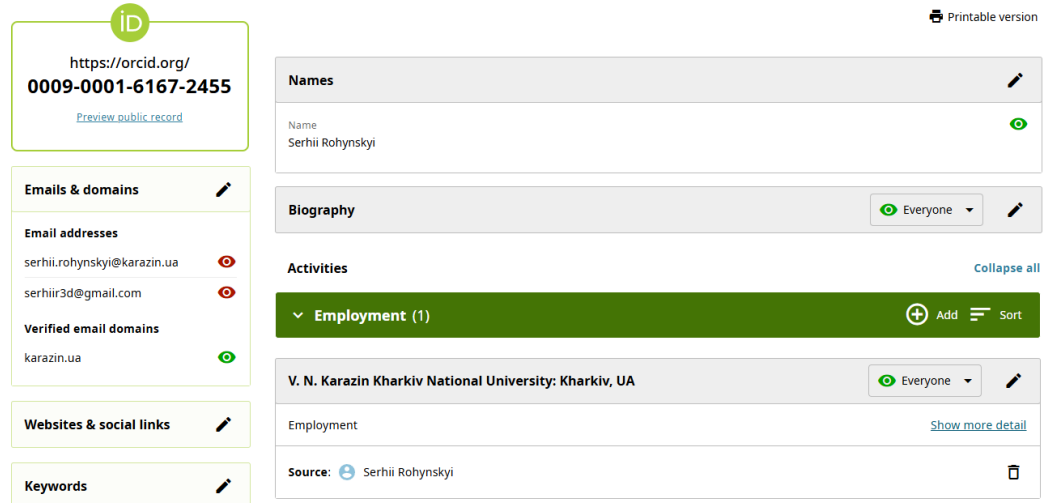 iD
https://orcid.org/
0009-0001-6167-2455
Preview public record
Emails & domains
Email addresses
serhii.rohynskyi@karazin.ua
serhiir3d@gmail.com
Verified email domains
karazin.ua
Websites & social links
Keywords
Printable version
Names
Name
Serhii Rohynskyi
Biography
Everyone
Activities
Collapse all
Employment (1)
Add
Sort
V. N. Karazin Kharkiv National University: Kharkiv, UA
Everyone
Employment
Show more detail
Source: Serhii Rohynskyi